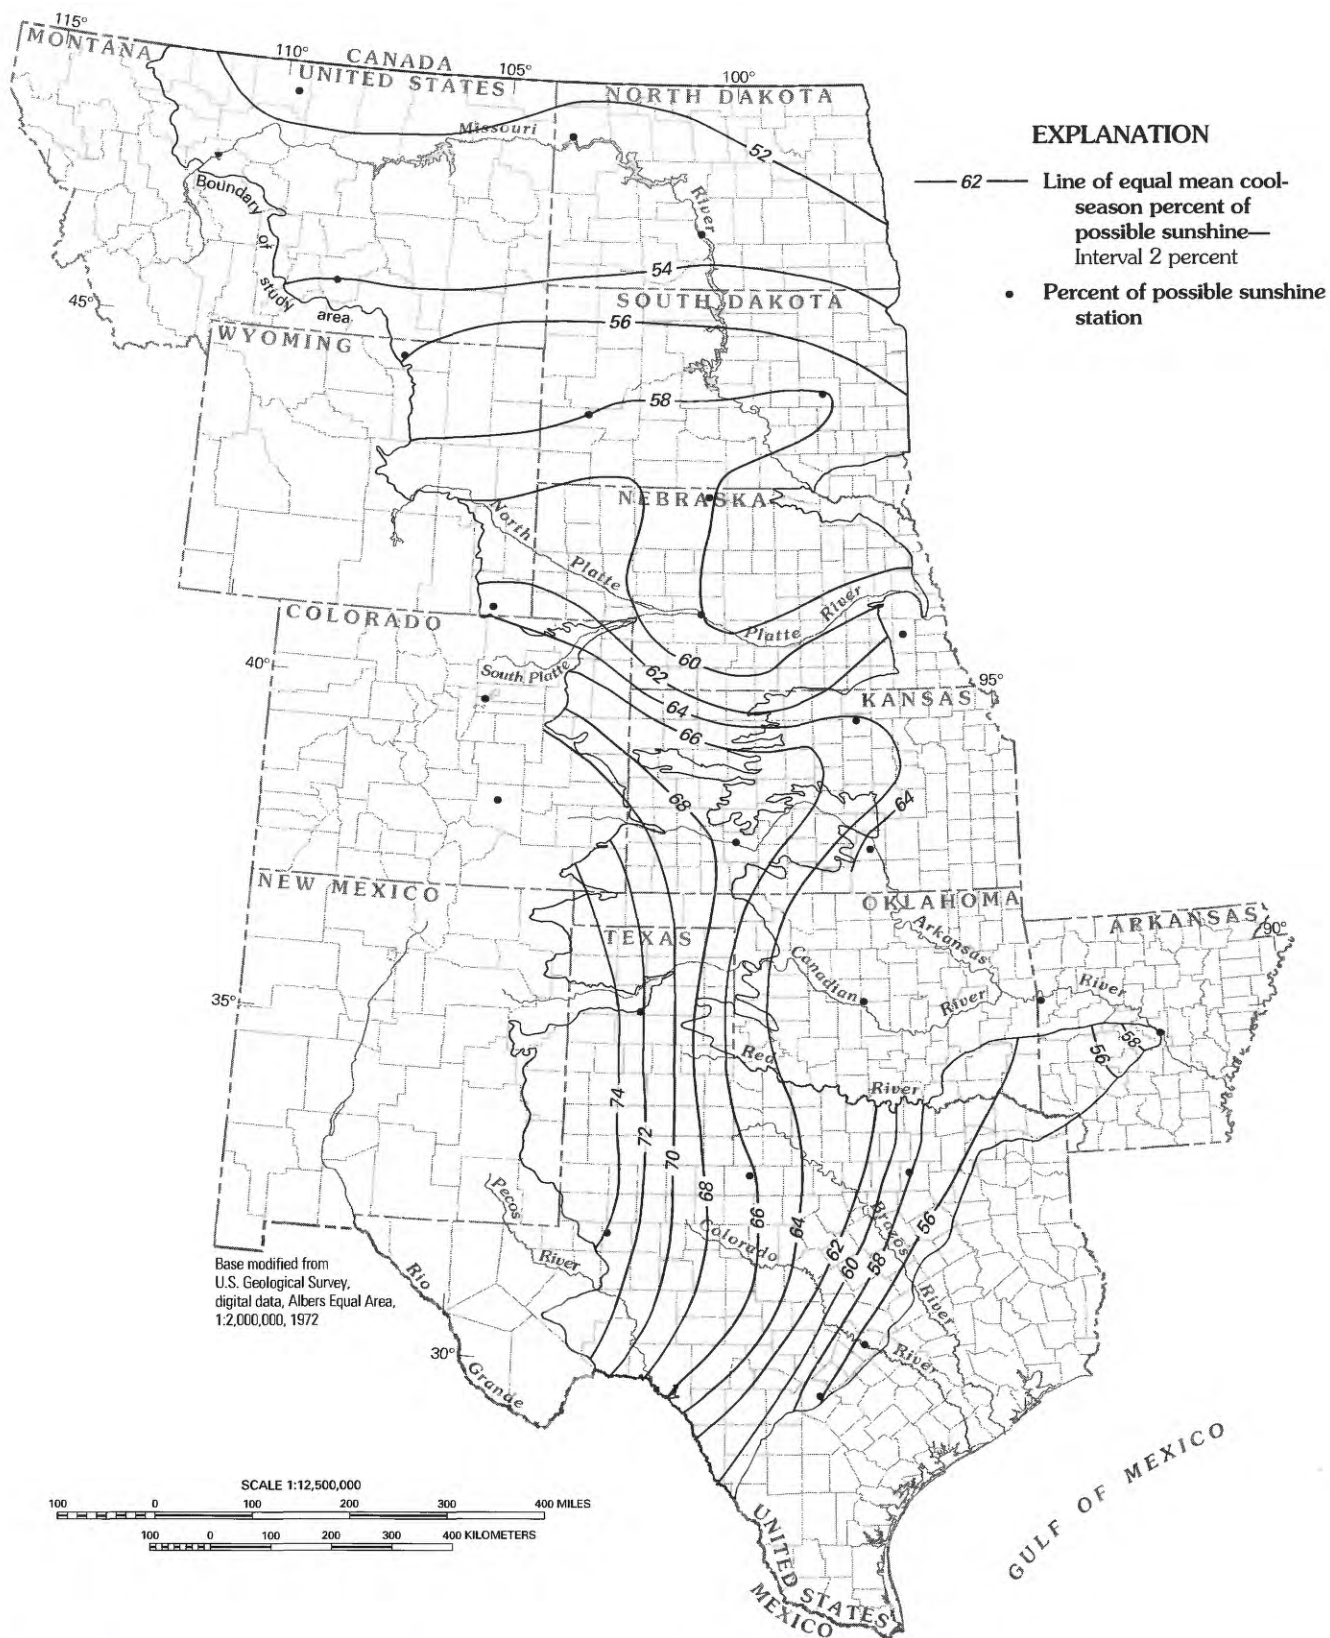 115°
MONTANA
110°
CANADA
UNITED STATES
105°
100°
NORTH DAKOTA
Missouri
52
EXPLANATION
62 Line of equal mean cool-
season percent of
possible sunshine—
Interval 2 percent
Percent of possible sunshine
station
Boundary
of
study
area
River
54
45°
SOUTH DAKOTA
56
WYOMING
58
NEBRASKA
North
Platte
River
COLORADO
Platte
60
40°
South Platte
62
95°
64
KANSAS
66
68
64
NEW MEXICO
OKLAHOMA
ARKANSAS
90°
TEXAS
Arkansas
Canadian
River
River
35°
58
56
Red
River
74
72
70
68
66
64
62
60
58
56
Pecos
River
Colorado
Brazos
River
River
Base modified from
U.S. Geological Survey,
digital data, Albers Equal Area,
1:2,000,000, 1972
Rio
Grande
30°
SCALE 1:12,500,000
100 0 100 200 300 400 MILES
100 0 100 200 300 400 KILOMETERS
GULF OF MEXICO
UNITED STATES
MEXICO